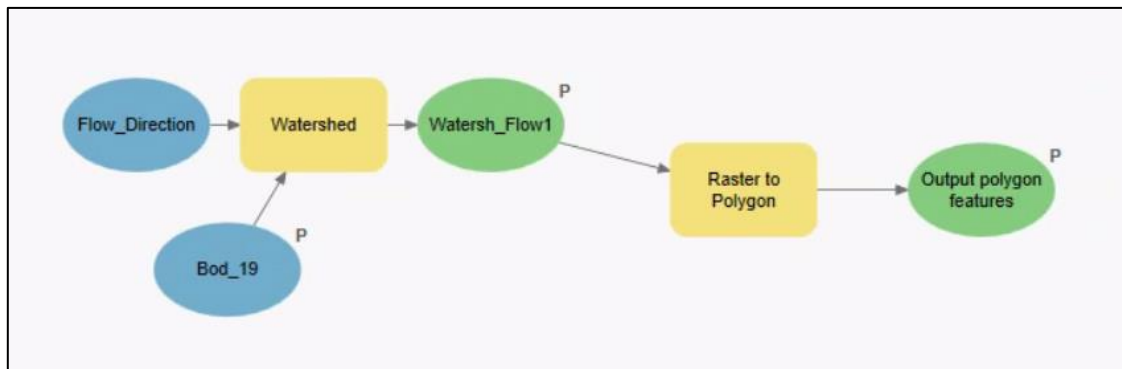 P
Flow_Direction
Watershed
Watersh_Flow1
P
Raster to
Polygon
Output polygon
features
P
Bod_19